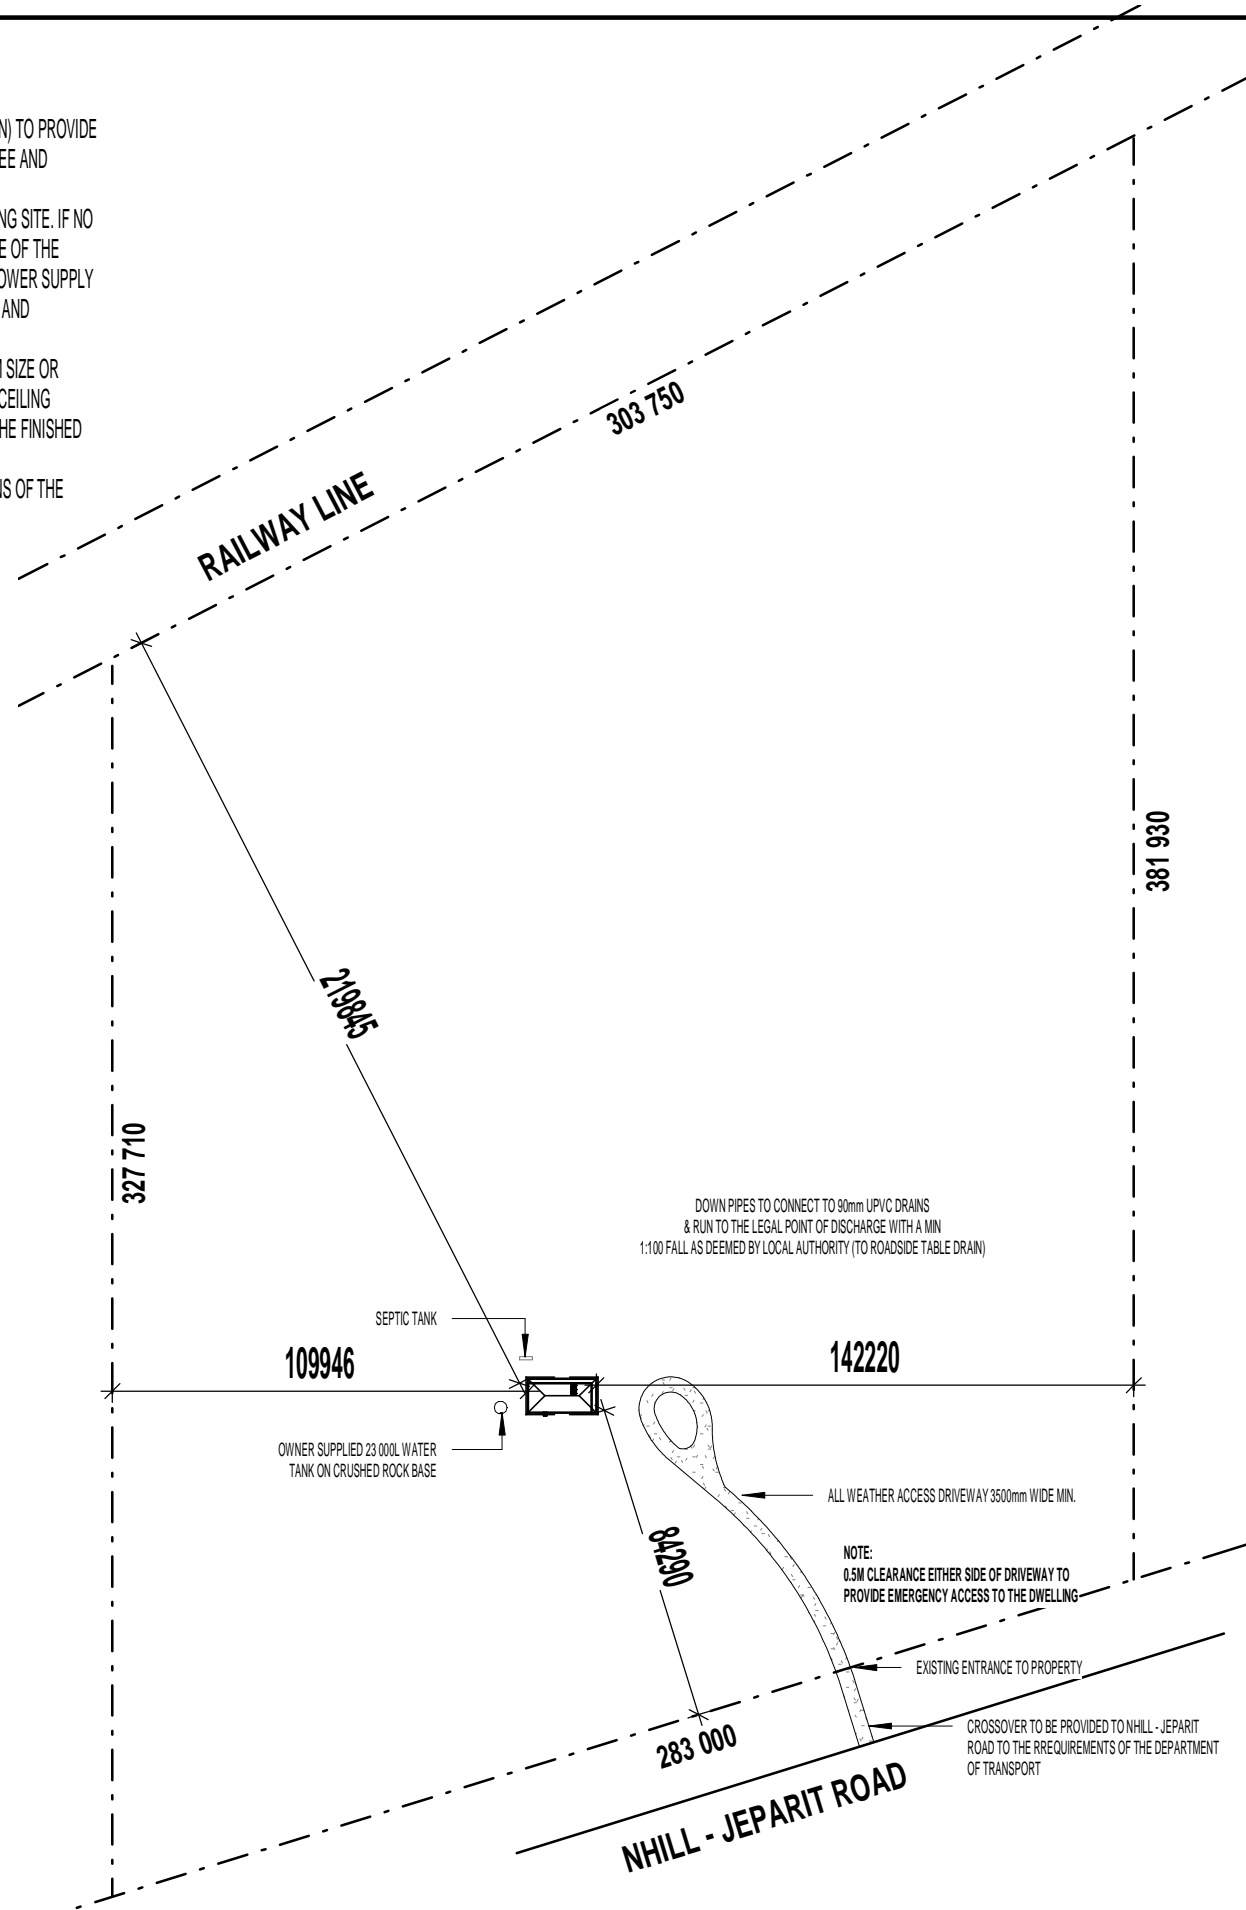 N) TO PROVIDE
EE AND
NG SITE. IF NO
E OF THE
OWER SUPPLY
AND
SIZE OR
CEILING
HE FINISHED
NS OF THE
303 750
RAILWAY LINE
381 930
219845
327 710
DOWN PIPES TO CONNECT TO 90mm UPVC DRAINS
& RUN TO THE LEGAL POINT OF DISCHARGE WITH A MIN
1:100 FALL AS DEEMED BY LOCAL AUTHORITY (TO ROADSIDE TABLE DRAIN)
SEPTIC TANK
109946
142220
OWNER SUPPLIED 23 000L WATER
TANK ON CRUSHED ROCK BASE
ALL WEATHER ACCESS DRIVEWAY 3500mm WIDE MIN.
84290
NOTE:
0.5M CLEARANCE EITHER SIDE OF DRIVEWAY TO
PROVIDE EMERGENCY ACCESS TO THE DWELLING
EXISTING ENTRANCE TO PROPERTY
283 000
CROSSOVER TO BE PROVIDED TO NHILL - JEPARIT
ROAD TO THE RREQUIREMENTS OF THE DEPARTMENT
OF TRANSPORT
NHILL - JEPARIT ROAD